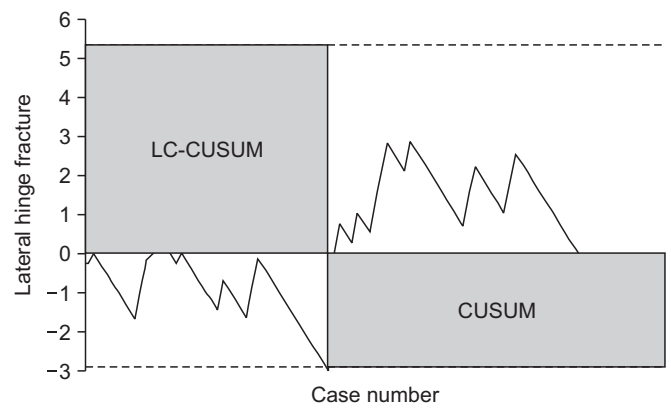 Lateral hinge fracture
6
5
4
3
2
1
0
−1
−2
−3
LC-CUSUM
CUSUM
Case number